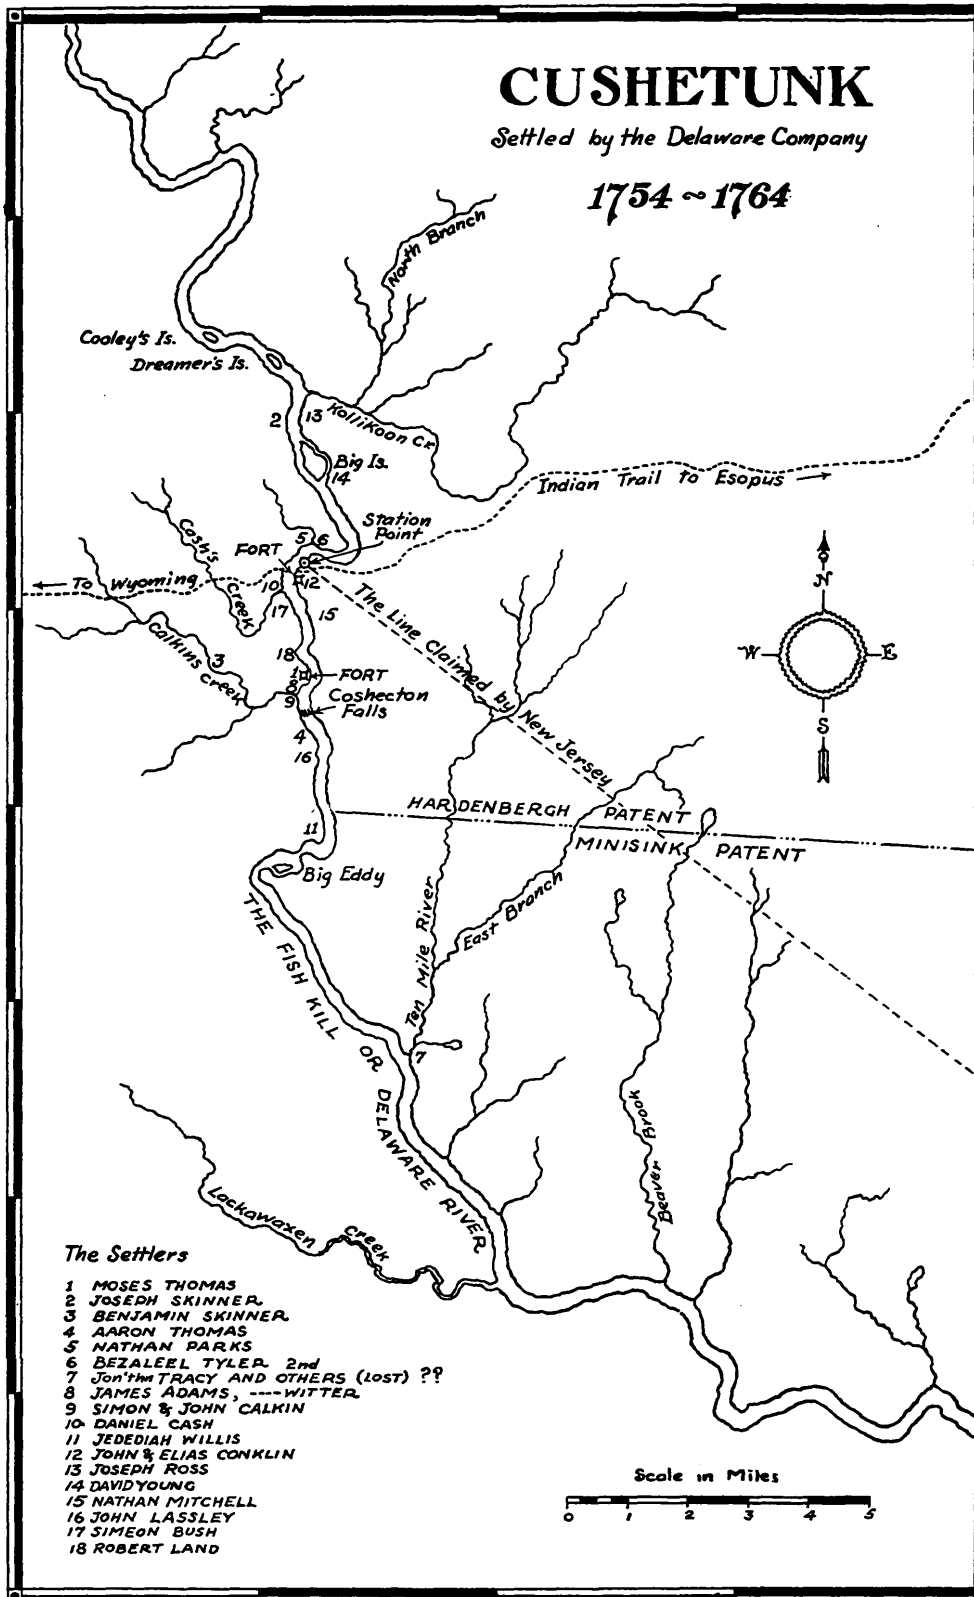 CUSHETUNK
Settled by the Delaware Company
1754 ~ 1764
North Branch
Cooley's Is.
Dreamer's Is.
2
13
Kollikoon Cr.
Big Is.
14
Indian Trail to Esopus →
Station
Point
Cash's
Creek
5
6
FORT
← To Wyoming
10
12
17
15
The Line Claimed by New Jersey
N
W
E
S
Calkins Creek
3
18
1
FORT
8
9
Coshecton
Falls
4
16
HARDENBERGH PATENT
MINISINK PATENT
11
Big Eddy
THE FISH KILL OR DELAWARE RIVER
Ten Mile River
East Branch
7
Beaver Brook
Lackawaxen Creek
The Settlers
1 MOSES THOMAS
2 JOSEPH SKINNER
3 BENJAMIN SKINNER
4 AARON THOMAS
5 NATHAN PARKS
6 BEZALEEL TYLER 2nd
7 Jon'thn TRACY AND OTHERS (LOST) ??
8 JAMES ADAMS, ----WITTER
9 SIMON & JOHN CALKIN
10 DANIEL CASH
11 JEDEDIAH WILLIS
12 JOHN & ELIAS CONKLIN
13 JOSEPH ROSS
14 DAVID YOUNG
15 NATHAN MITCHELL
16 JOHN LASSLEY
17 SIMEON BUSH
18 ROBERT LAND
Scale in Miles
0 1 2 3 4 5